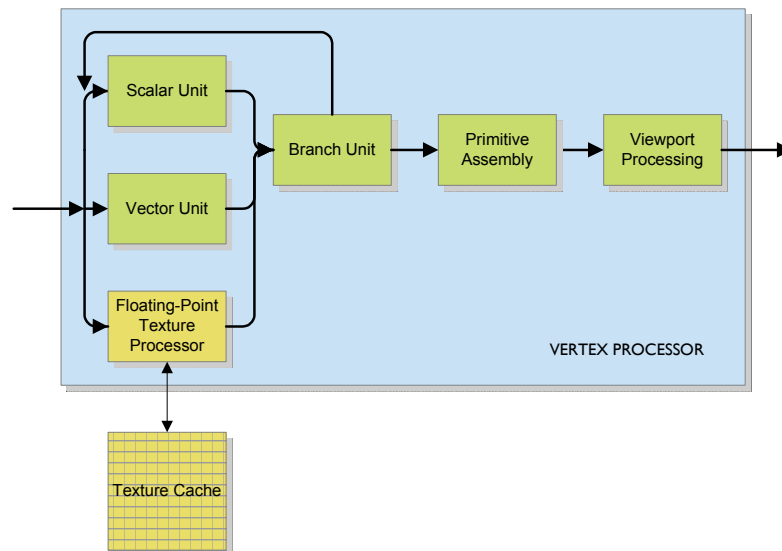 Scalar Unit
Branch Unit
Primitive
Assembly
Viewport
Processing
Vector Unit
Floating-Point
Texture
Processor
VERTEX PROCESSOR
Texture Cache